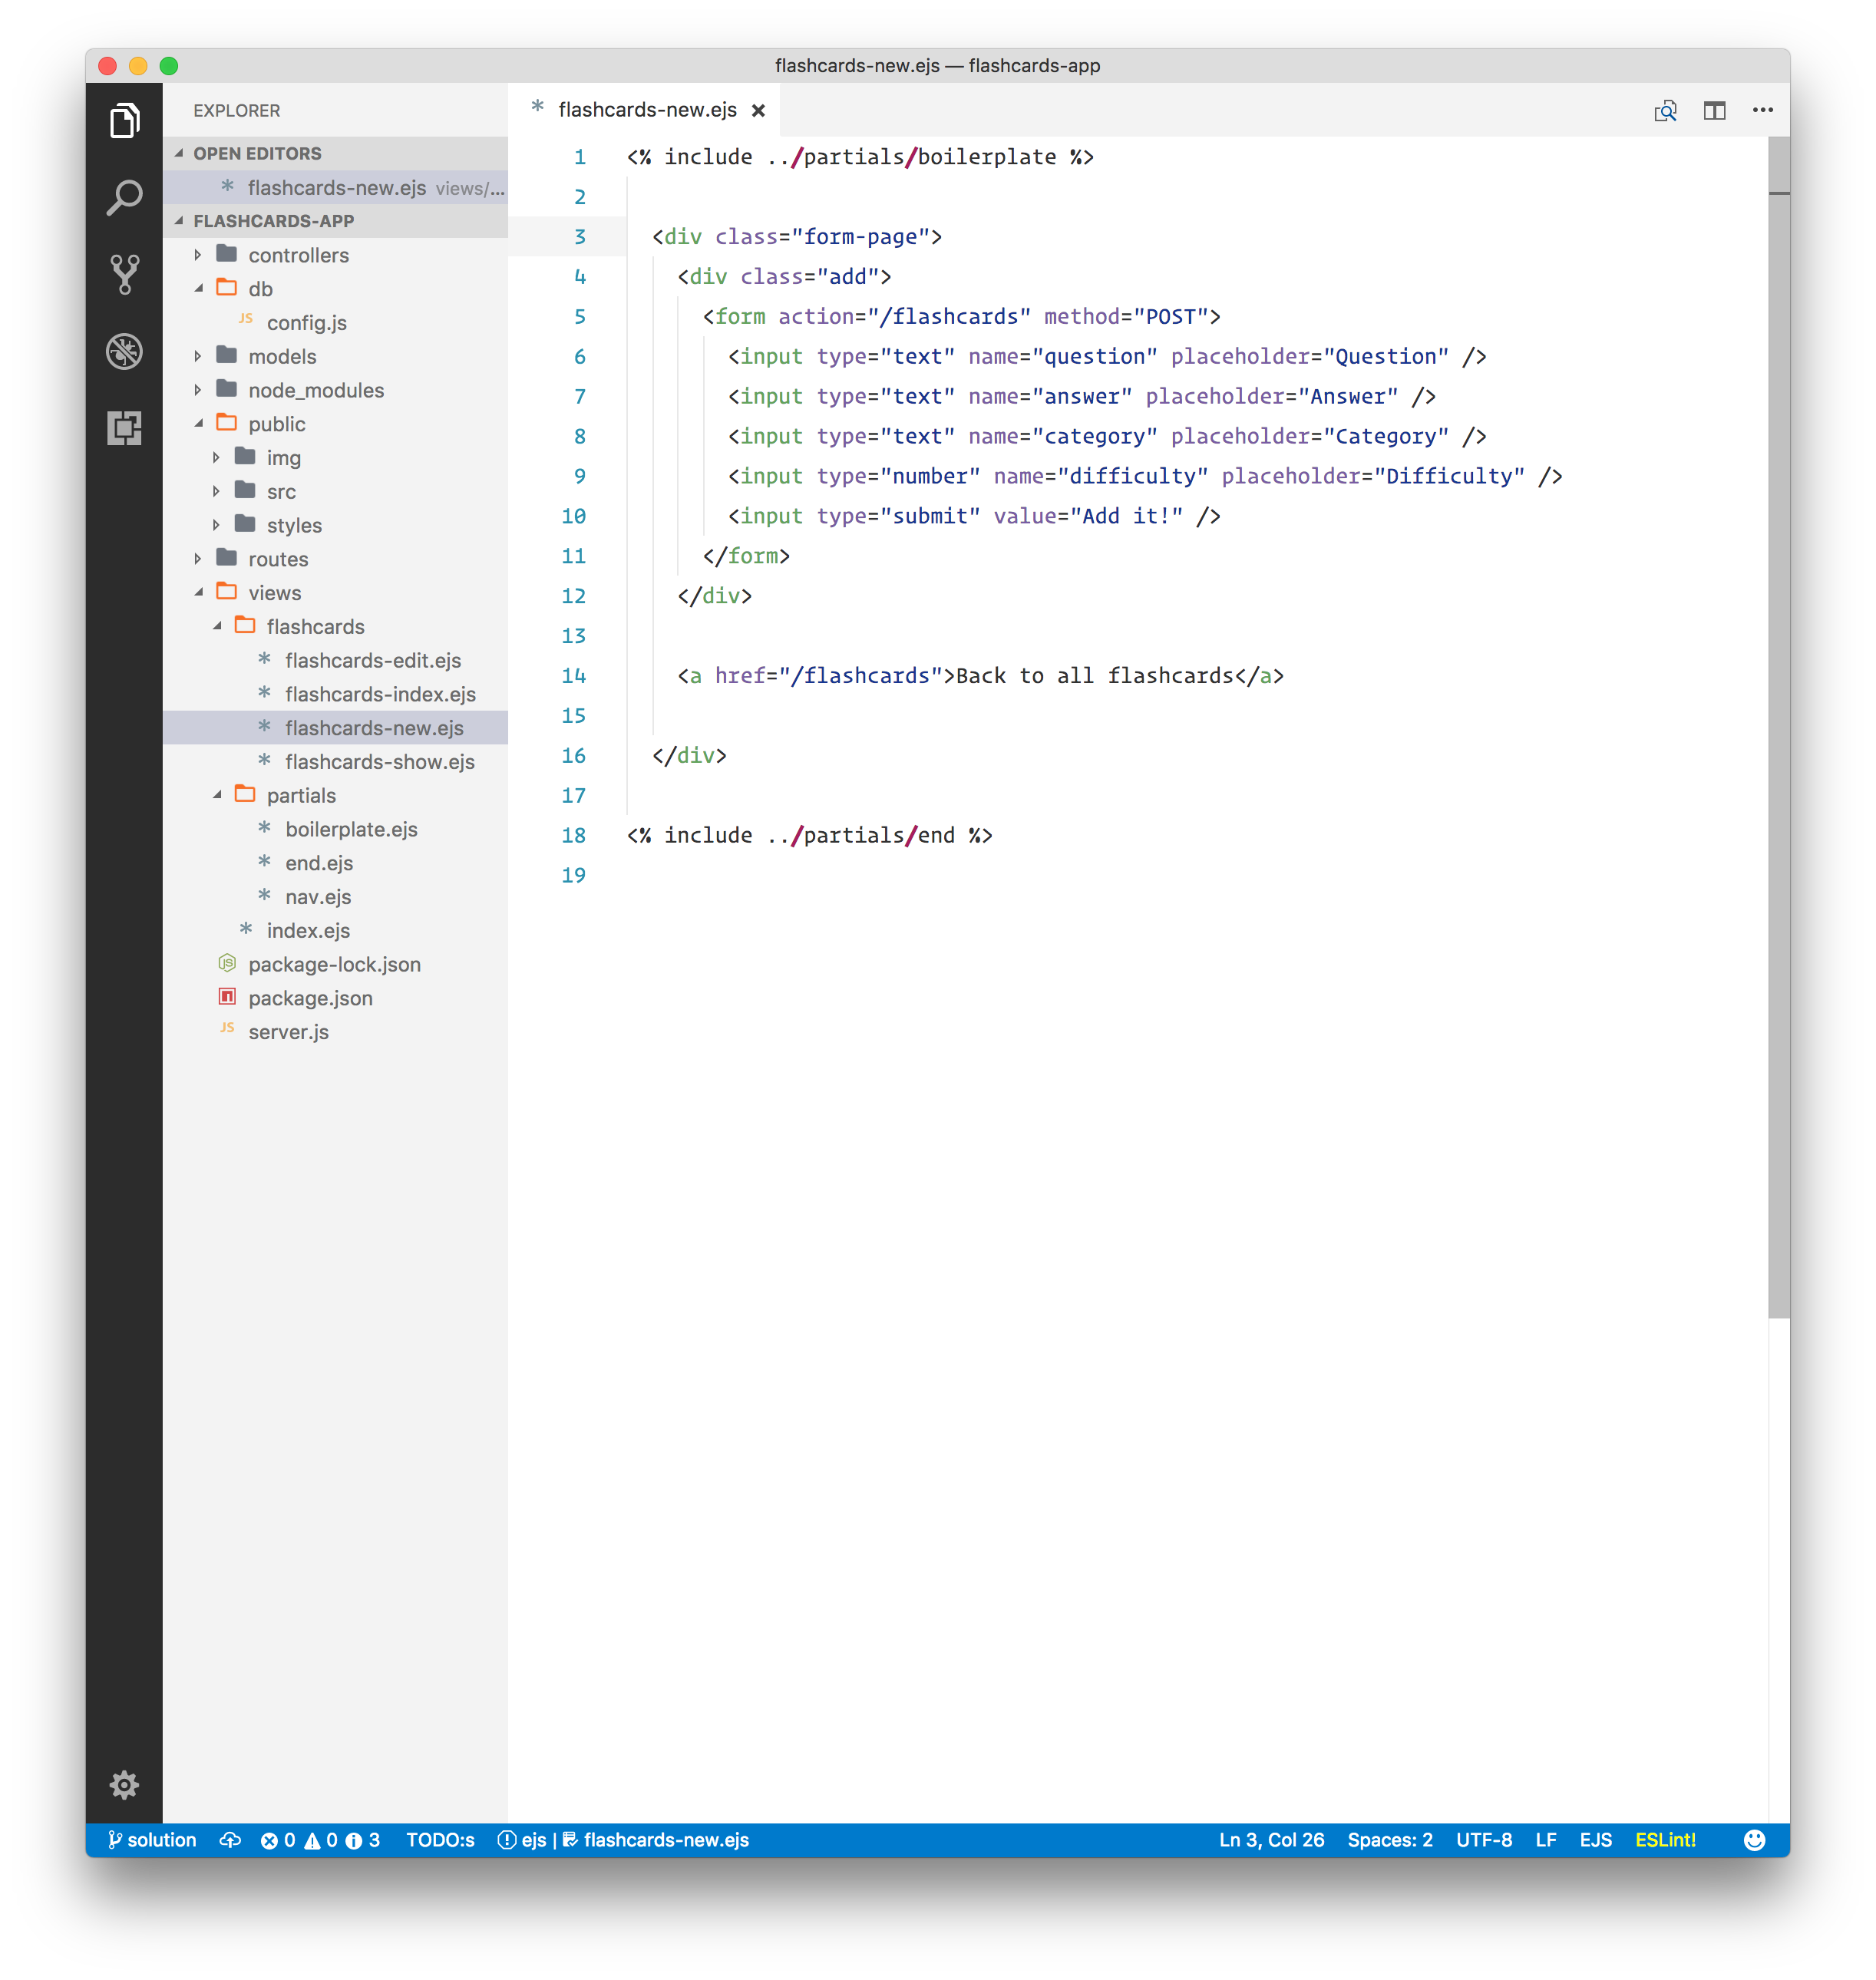 flashcards-new.ejs — flashcards-app
EXPLORER
OPEN EDITORS
* flashcards-new.ejs views/...
FLASHCARDS-APP
controllers
db
JS config.js
models
node_modules
public
img
src
styles
routes
views
flashcards
* flashcards-edit.ejs
* flashcards-index.ejs
* flashcards-new.ejs
* flashcards-show.ejs
partials
* boilerplate.ejs
* end.ejs
* nav.ejs
* index.ejs
JS package-lock.json
package.json
JS server.js
* flashcards-new.ejs
1 <% include ../partials/boilerplate %>
2
3 <div class="form-page">
4 <div class="add">
5 <form action="/flashcards" method="POST">
6 <input type="text" name="question" placeholder="Question" />
7 <input type="text" name="answer" placeholder="Answer" />
8 <input type="text" name="category" placeholder="Category" />
9 <input type="number" name="difficulty" placeholder="Difficulty" />
10 <input type="submit" value="Add it!" />
11 </form>
12 </div>
13
14 <a href="/flashcards">Back to all flashcards</a>
15
16 </div>
17
18 <% include ../partials/end %>
19
solution 0 0 3 TODO:s ejs | flashcards-new.ejs Ln 3, Col 26 Spaces: 2 UTF-8 LF EJS ESLint!